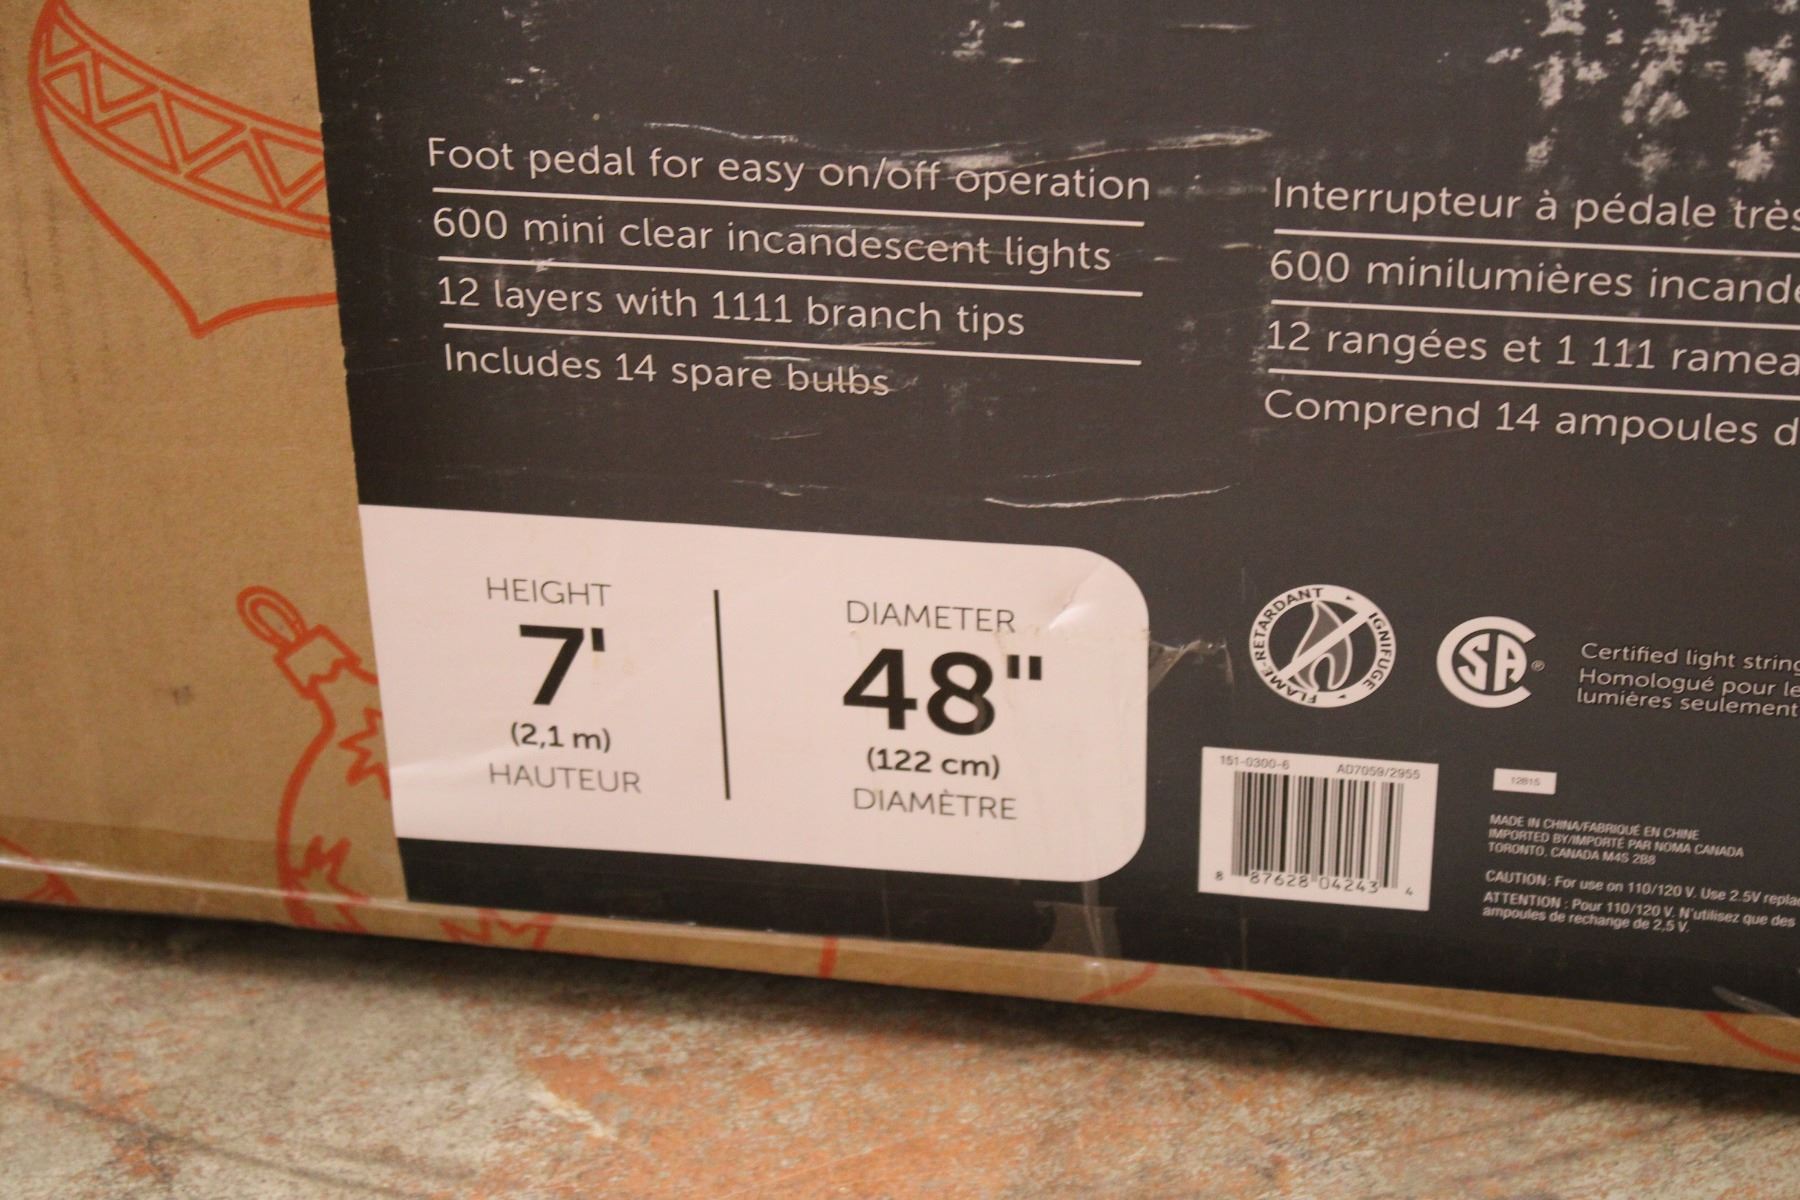 Foot pedal for easy on/off operation
600 mini clear incandescent lights
12 layers with 1111 branch tips
Includes 14 spare bulbs
Interrupteur à pédale très
600 minilumières incand
12 rangées et 1 111 ramea
Comprend 14 ampoules d
HEIGHT
7'
(2,1 m)
HAUTEUR
DIAMETER
48"
(122 cm)
DIAMÈTRE
FLAME-RETARDANT IGNIFUGE
SA®
Certified light string
Homologué pour le
lumières seulement
151-0300-6 AD7059/2955
8 87628 04243 4
12815
MADE IN CHINA/FABRIQUÉ EN CHINE
IMPORTED BY/IMPORTÉ PAR NOMA CANADA
TORONTO, CANADA M4S 2B8
CAUTION: For use on 110/120 V. Use 2.5V repla
ATTENTION : Pour 110/120 V. N'utilisez que des
ampoules de rechange de 2,5 V.